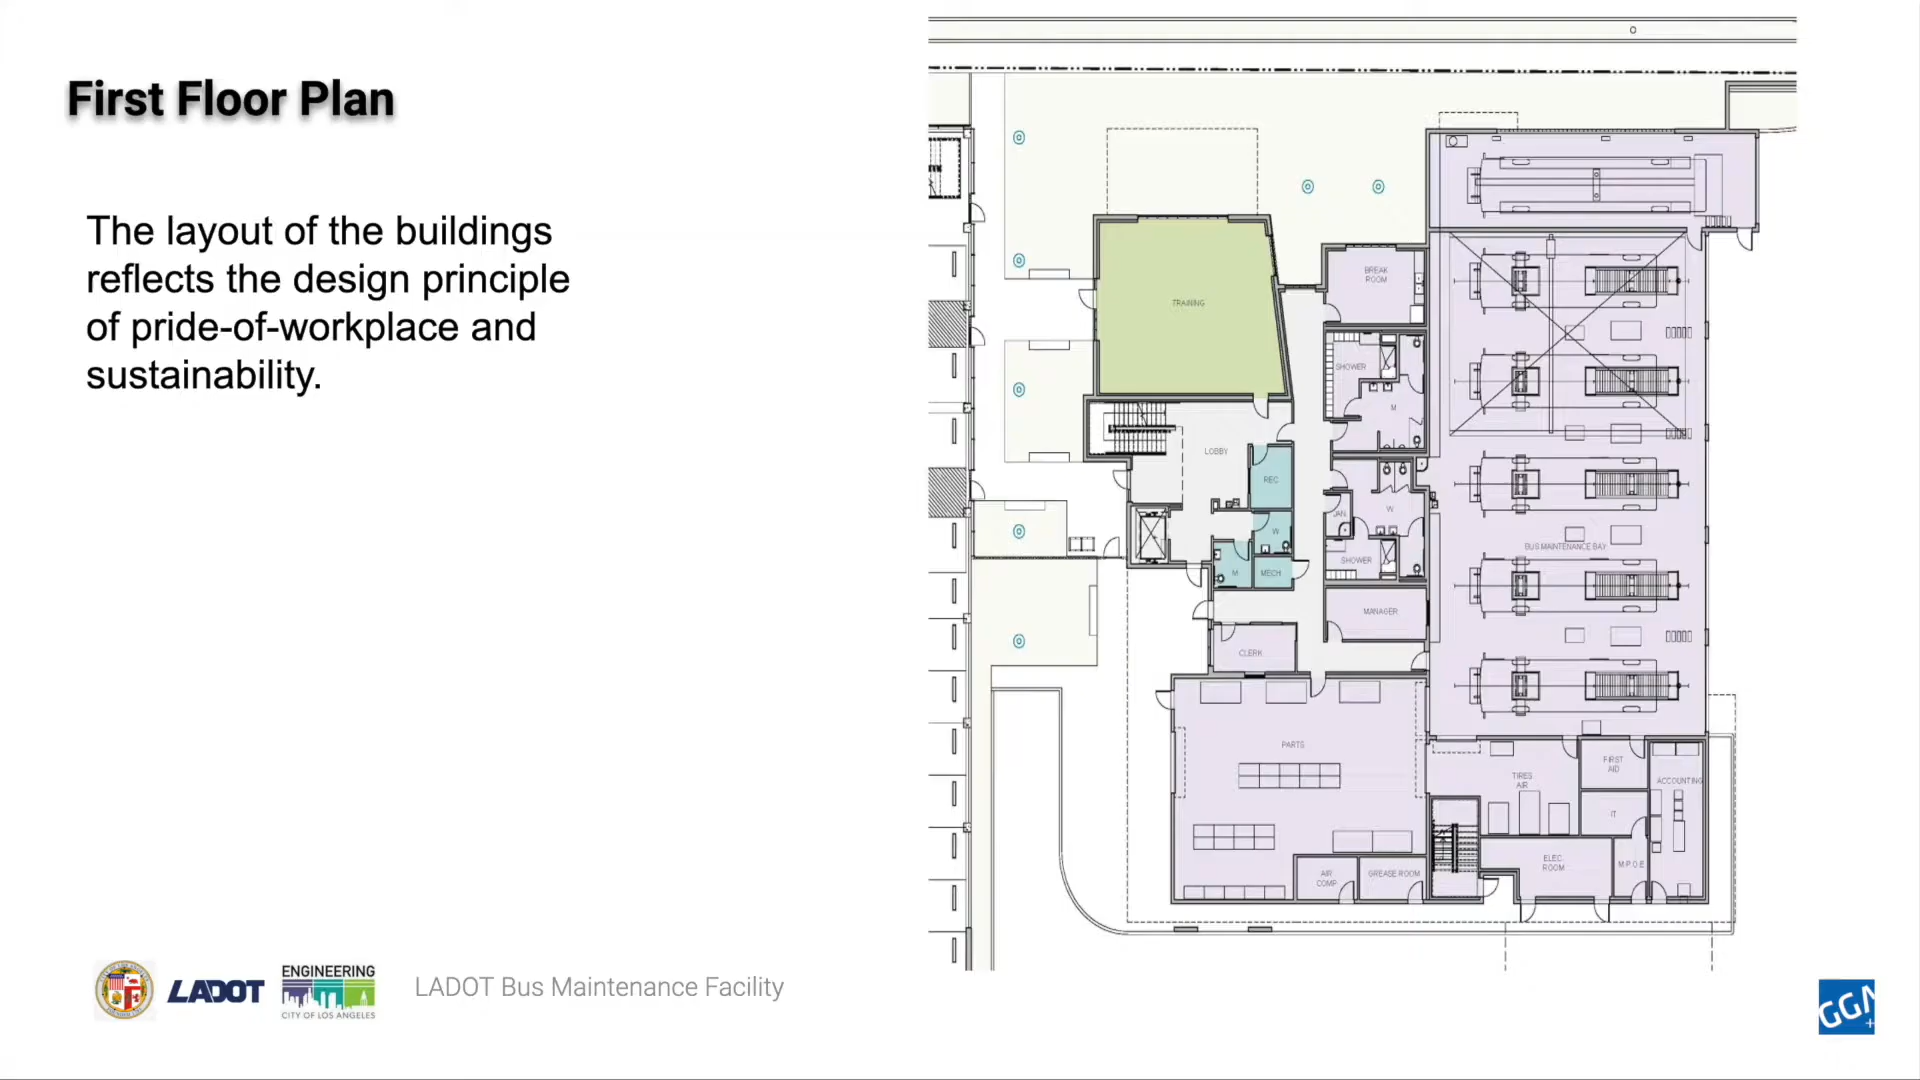 First Floor Plan
The layout of the buildings
reflects the design principle
of pride-of-workplace and
sustainability.
TRAINING
BREAK
ROOM
SHOWER
M
LOBBY
REC
W
JAN
W
M
MECH
SHOWER
BUS MAINTENANCE BAY
MANAGER
CLERK
PARTS
TIRES
AIR
FIRST
AID
ACCOUNTING
IT
AIR
COMP
GREASE ROOM
ELEC.
ROOM
M.P.O.E
LADOT
ENGINEERING
CITY OF LOS ANGELES
LADOT Bus Maintenance Facility
GGA
+